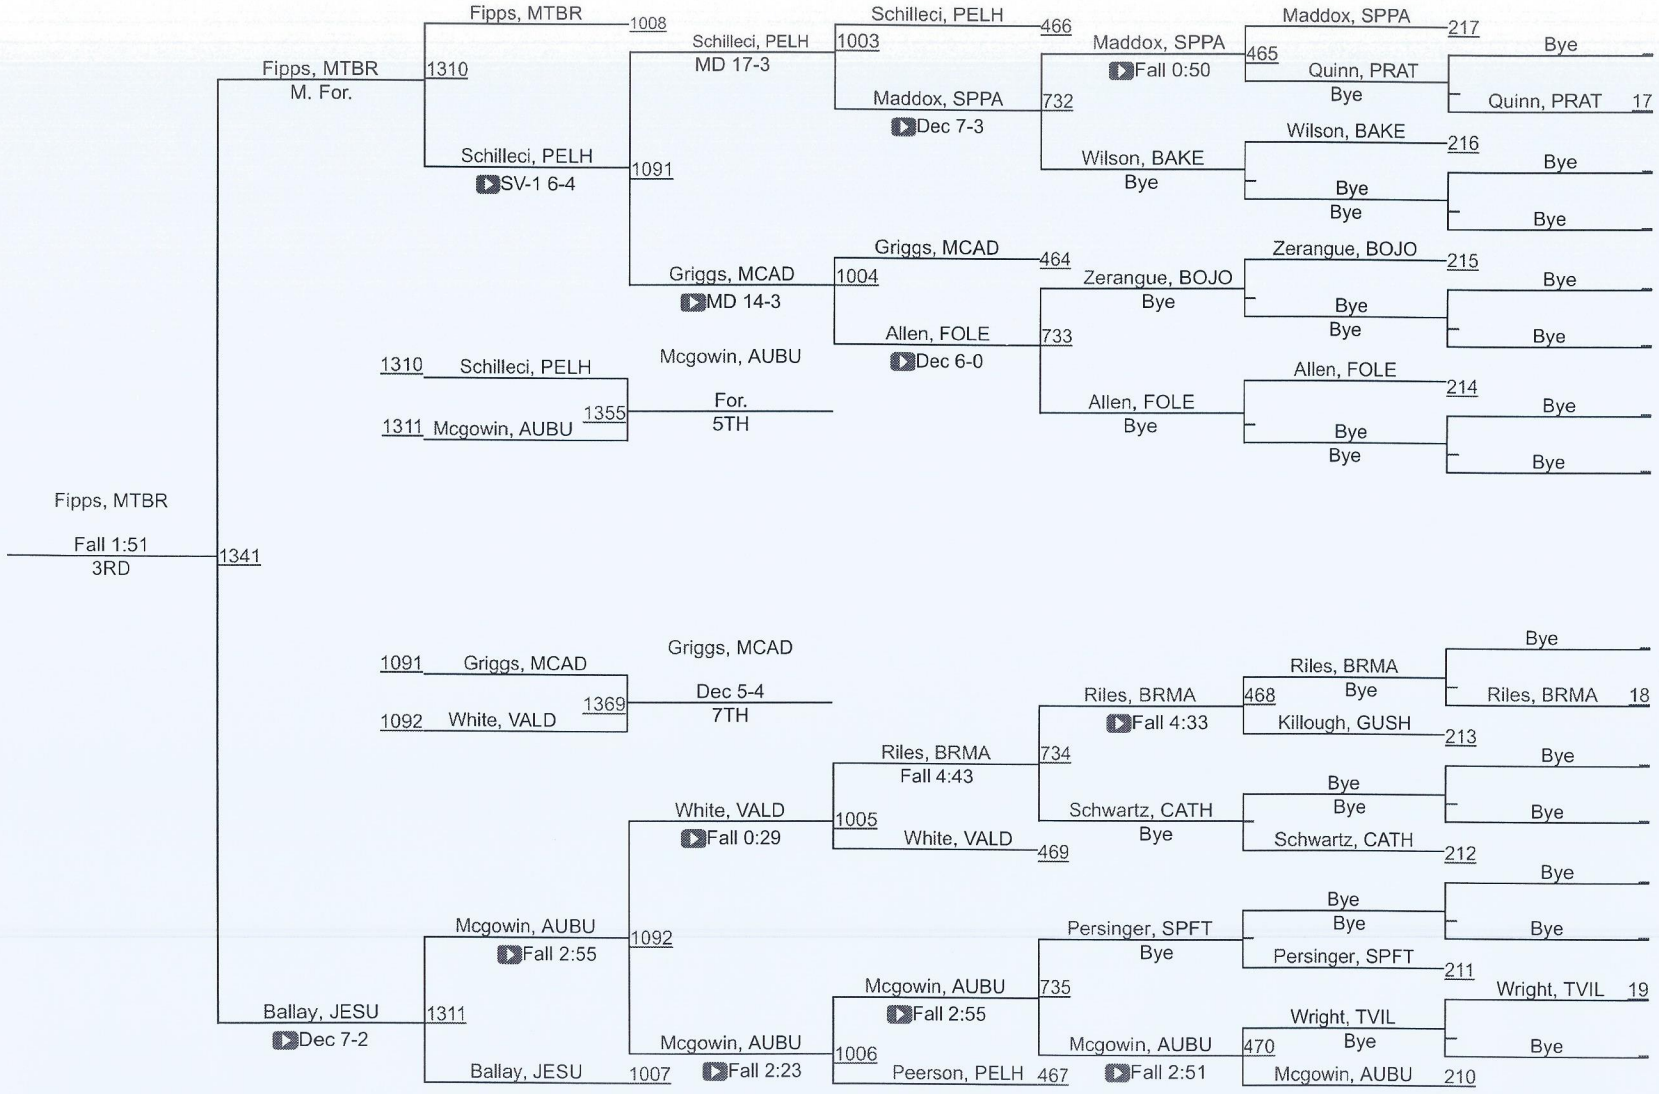 Fipps, MTBR
1008
Schilleci, PELH
466
Maddox, SPPA
217
Schilleci, PELH
1003
Maddox, SPPA
465
Bye
MD 17-3
Fall 0:50
Quinn, PRAT
Fipps, MTBR
1310
Bye
M. For.
Maddox, SPPA
732
Quinn, PRAT
17
Dec 7-3
Wilson, BAKE
216
Schilleci, PELH
1091
Wilson, BAKE
Bye
SV-1 6-4
Bye
Bye
Bye
Bye
Griggs, MCAD
464
Zerangue, BOJO
215
Griggs, MCAD
1004
Zerangue, BOJO
Bye
MD 14-3
Bye
Bye
Allen, FOLE
733
Bye
Bye
Dec 6-0
1310
Schilleci, PELH
Mcgowin, AUBU
Allen, FOLE
214
1355
For.
Allen, FOLE
Bye
5TH
Bye
1311
Mcgowin, AUBU
Bye
Bye
Bye
Fipps, MTBR
Fall 1:51
1341
3RD
1091
Griggs, MCAD
Griggs, MCAD
Bye
1369
Dec 5-4
Riles, BRMA
7TH
Bye
1092
White, VALD
Riles, BRMA
468
Riles, BRMA
18
Fall 4:33
Killough, GUSH
213
Riles, BRMA
734
Bye
Fall 4:43
Bye
White, VALD
1005
Schwartz, CATH
Bye
Bye
Fall 0:29
Bye
White, VALD
469
Schwartz, CATH
212
Bye
Mcgowin, AUBU
1092
Persinger, SPFT
Bye
Fall 2:55
Bye
Bye
Bye
Persinger, SPFT
211
Mcgowin, AUBU
735
Wright, TVIL
19
Fall 2:55
Ballay, JESU
1311
Wright, TVIL
Dec 7-2
Bye
Mcgowin, AUBU
1006
Mcgowin, AUBU
470
Bye
Fall 2:23
Fall 2:51
Ballay, JESU
1007
Peerson, PELH
467
Mcgowin, AUBU
210